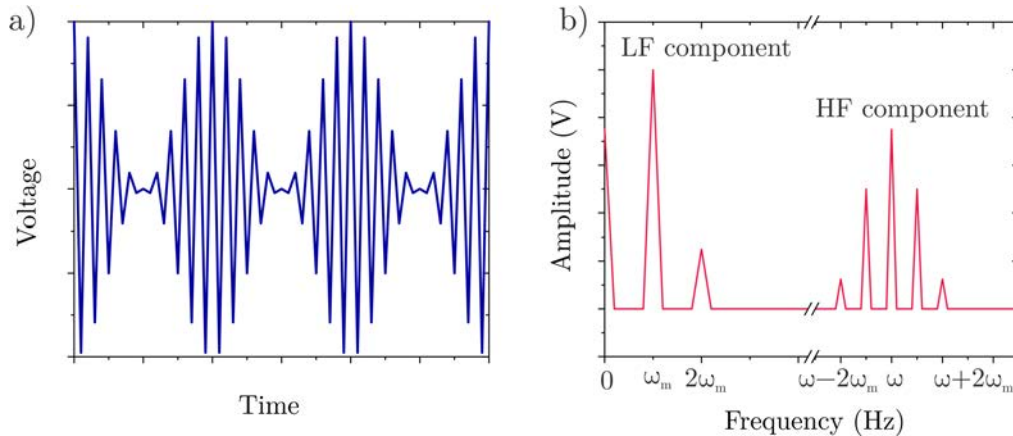 a)
Voltage
Time
b)
LF component
HF component
Amplitude (V)
0 ωm 2ωm ω−2ωm ω ω+2ωm
Frequency (Hz)